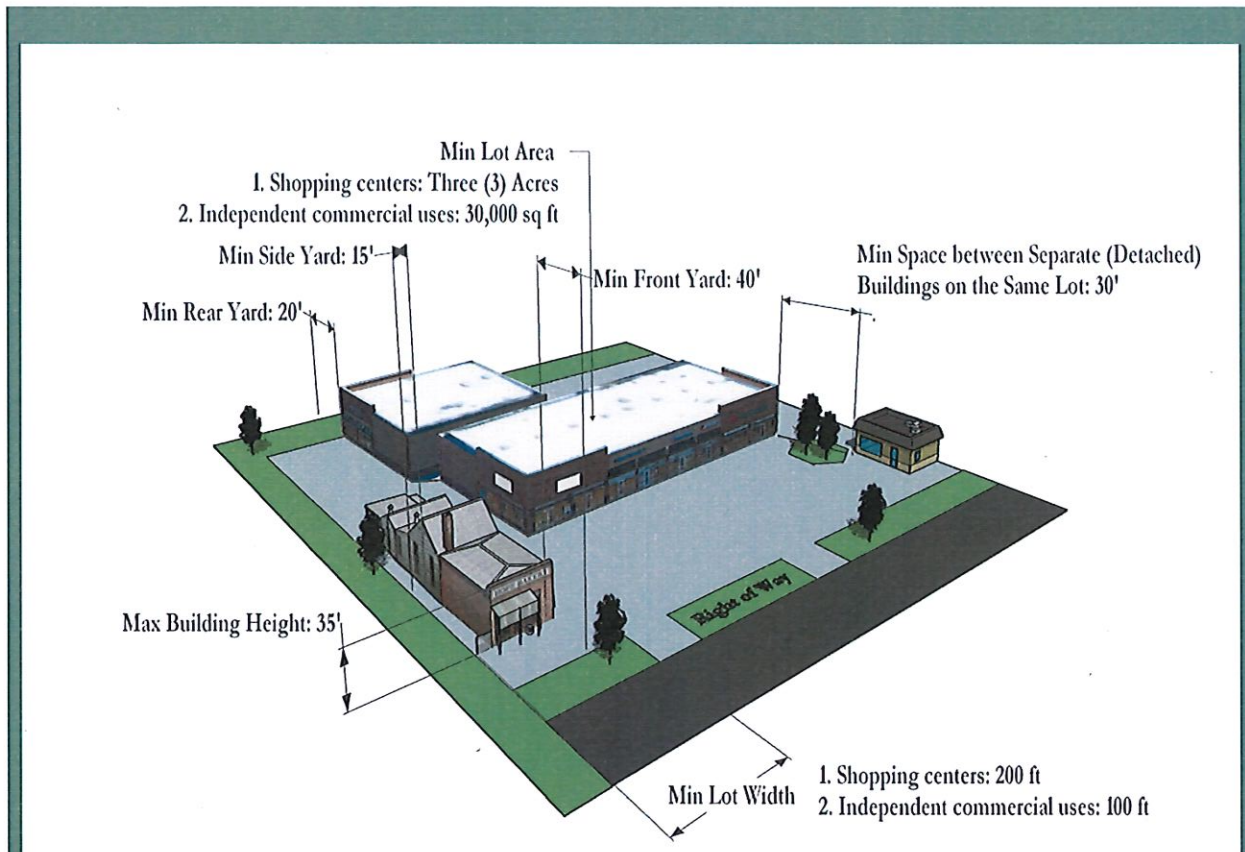 Min Lot Area
1. Shopping centers: Three (3) Acres
2. Independent commercial uses: 30,000 sq ft
Min Side Yard: 15'
Min Front Yard: 40'
Min Space between Separate (Detached)
Buildings on the Same Lot: 30'
Min Rear Yard: 20'
Max Building Height: 35'
Right of Way
Min Lot Width
1. Shopping centers: 200 ft
2. Independent commercial uses: 100 ft